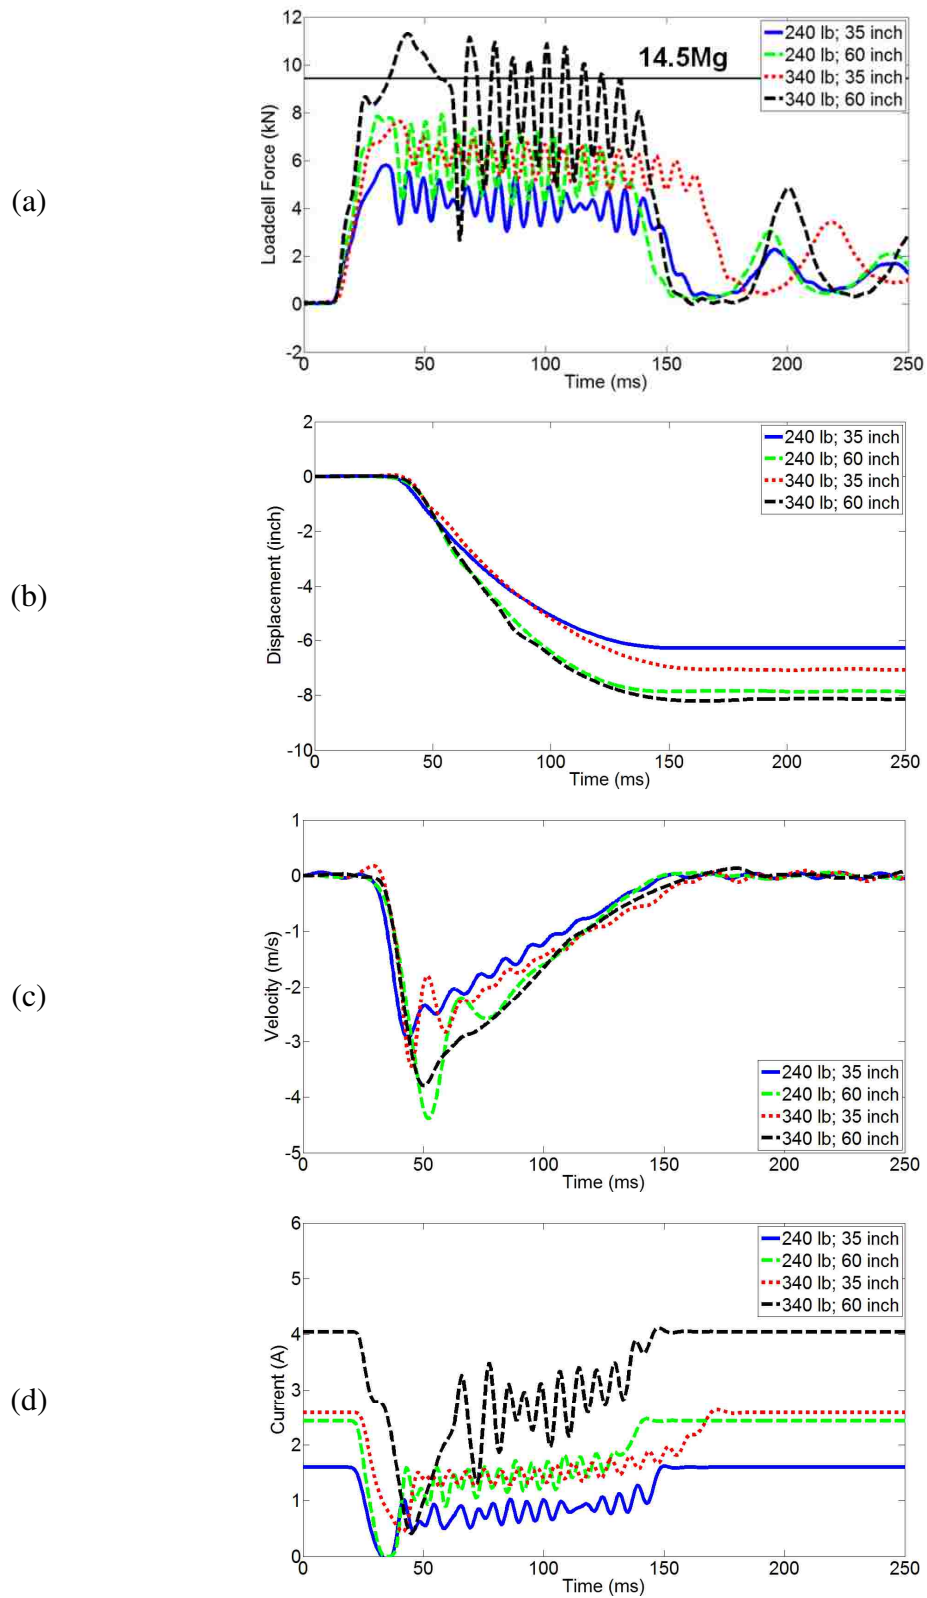 (a)
Loadcell Force (kN)
12
10
8
6
4
2
0
-2
14.5Mg
240 lb; 35 inch
240 lb; 60 inch
340 lb; 35 inch
340 lb; 60 inch
0 50 100 150 200 250
Time (ms)
(b)
Displacement (inch)
2
0
-2
-4
-6
-8
-10
240 lb; 35 inch
240 lb; 60 inch
340 lb; 35 inch
340 lb; 60 inch
0 50 100 150 200 250
Time (ms)
(c)
Velocity (m/s)
1
0
-1
-2
-3
-4
-5
240 lb; 35 inch
240 lb; 60 inch
340 lb; 35 inch
340 lb; 60 inch
0 50 100 150 200 250
Time (ms)
(d)
Current (A)
6
5
4
3
2
1
0
240 lb; 35 inch
240 lb; 60 inch
340 lb; 35 inch
340 lb; 60 inch
0 50 100 150 200 250
Time (ms)